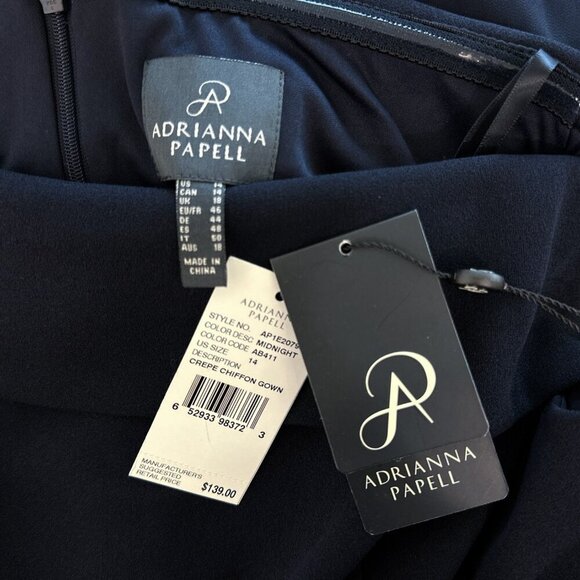 ADRIANNA
PAPELL
US 14
CAN 14
UK 18
EU/FR 46
DE 44
ES 48
IT 50
AUS 18
MADE IN
CHINA
ADRIANN
PAPELL
STYLE NO. AP1E2079
COLOR DESC MIDNIGHT
COLOR CODE AB411
US SIZE 14
DESCRIPTION
CREPE CHIFFON GOWN
6 52933 98372 3
MANUFACTURER'S
SUGGESTED
RETAIL PRICE $139.00
ADRIANNA
PAPELL